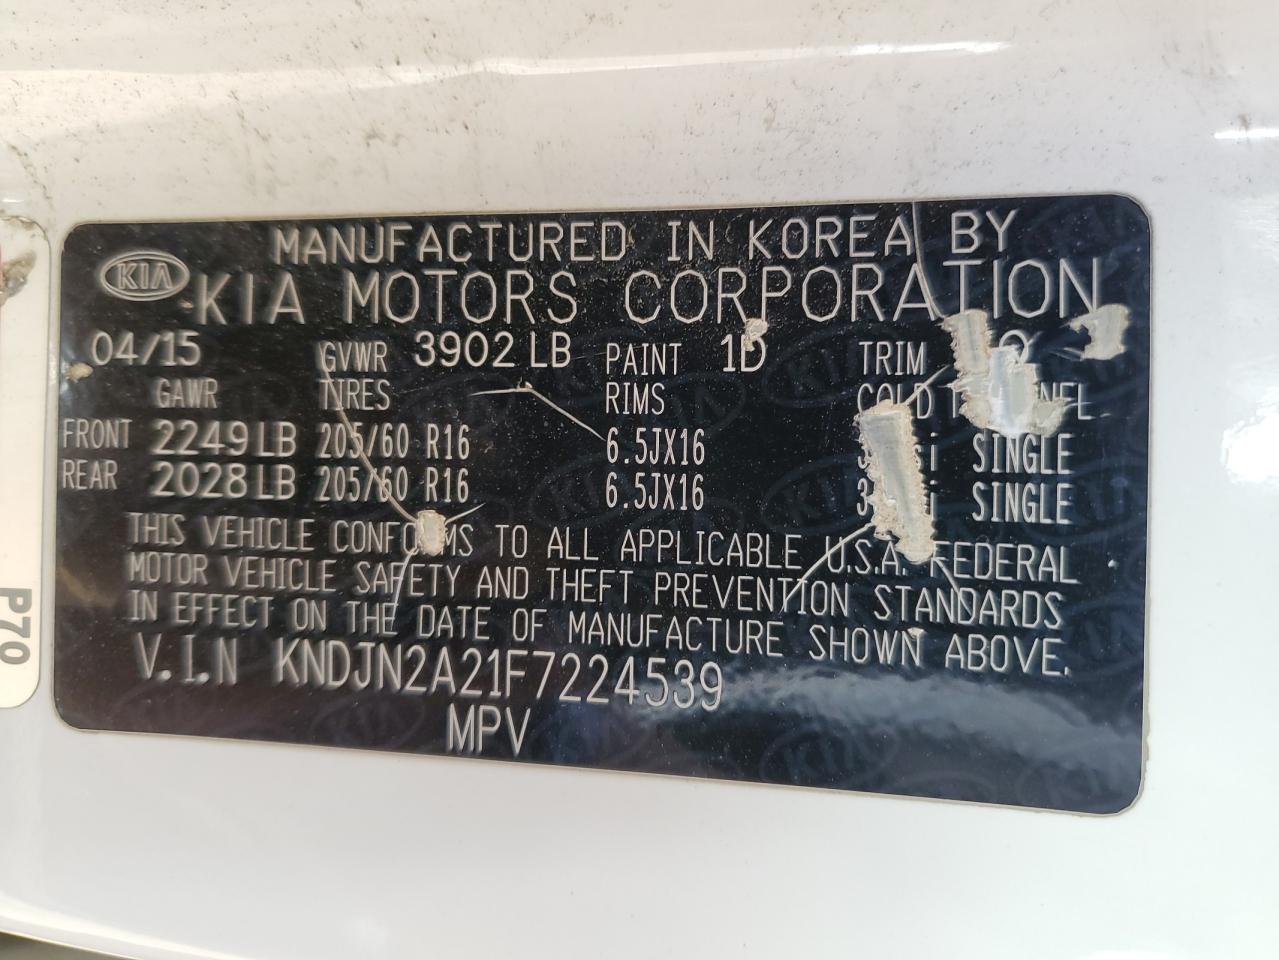 MANUFACTURED IN KOREA BY
KIA KIA MOTORS CORPORATION
04/15 GVWR 3902 LB PAINT 1D TRIM
GAWR TIRES RIMS COLD
FRONT 2249 LB 205/60 R16 6.5JX16 SINGLE
REAR 2028 LB 205/60 R16 6.5JX16 SINGLE
THIS VEHICLE CONFORMS TO ALL APPLICABLE U.S.A. FEDERAL
MOTOR VEHICLE SAFETY AND THEFT PREVENTION STANDARDS
IN EFFECT ON THE DATE OF MANUFACTURE SHOWN ABOVE.
V.I.N KNDJN2A21F7224539
MPV
P70